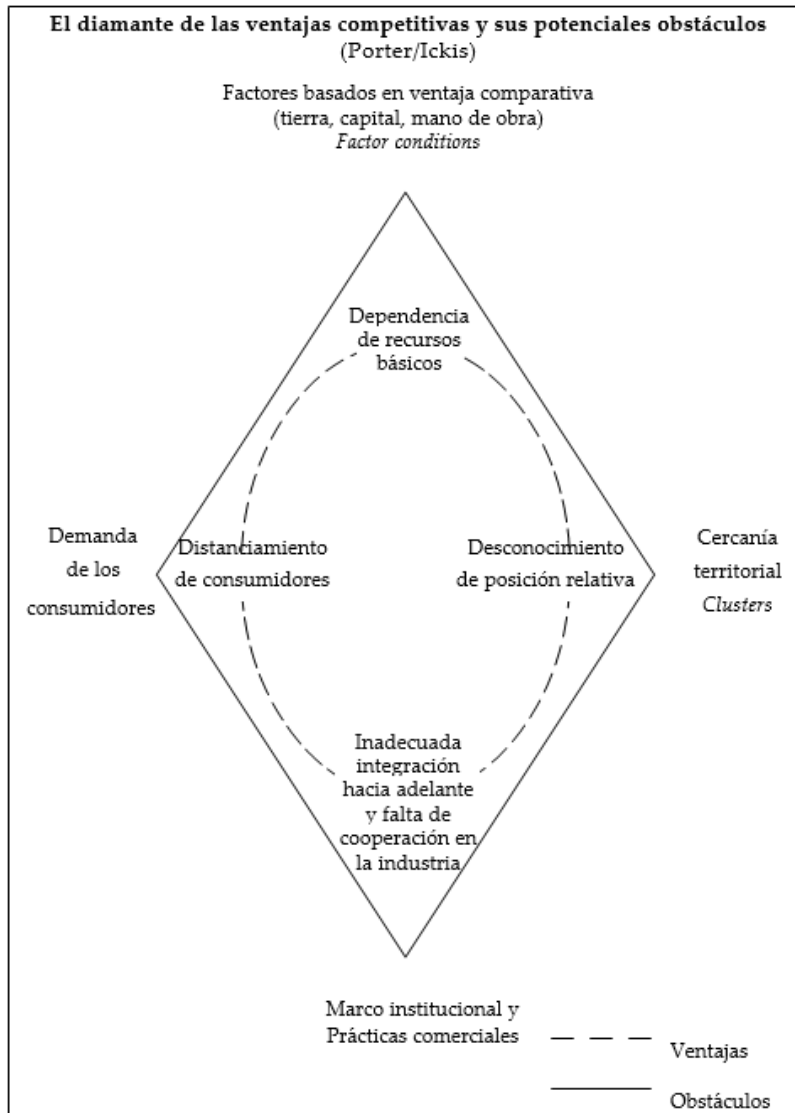 El diamante de las ventajas competitivas y sus potenciales obstáculos
(Porter/Ickis)
Factores basados en ventaja comparativa
(tierra, capital, mano de obra)
Factor conditions
Dependencia
de recursos
básicos
Demanda
de los
consumidores
Distanciamiento
de consumidores
Desconocimiento
de posición relativa
Cercanía
territorial
Clusters
Inadecuada
integración
hacia adelante
y falta de
cooperación en
la industria
Marco institucional y
Prácticas comerciales
Ventajas
Obstáculos